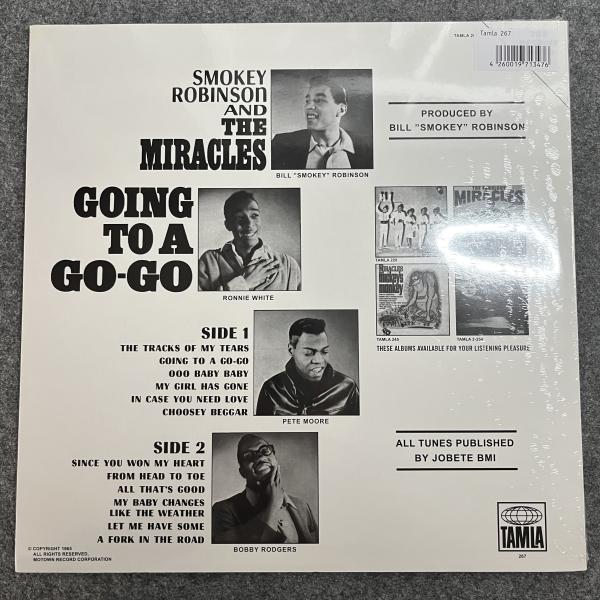 TAMLA 2
Tamla 267
4 260019 713476
SMOKEY
ROBINSON
AND
THE
MIRACLES
BILL "SMOKEY" ROBINSON
PRODUCED BY
BILL "SMOKEY" ROBINSON
GOING
TO A
GO-GO
RONNIE WHITE
MIRACLES
TAMLA 220
MIRACLES
mickey's
monkey
TAMLA 245
TAMLA 2-254
THESE ALBUMS AVAILABLE FOR YOUR LISTENING PLEASURE
SIDE 1
THE TRACKS OF MY TEARS
GOING TO A GO-GO
OOO BABY BABY
MY GIRL HAS GONE
IN CASE YOU NEED LOVE
CHOOSEY BEGGAR
PETE MOORE
SIDE 2
SINCE YOU WON MY HEART
FROM HEAD TO TOE
ALL THAT'S GOOD
MY BABY CHANGES
LIKE THE WEATHER
LET ME HAVE SOME
A FORK IN THE ROAD
BOBBY RODGERS
ALL TUNES PUBLISHED
BY JOBETE BMI
TAMLA
267
© COPYRIGHT 1965
ALL RIGHTS RESERVED.
MOTOWN RECORD CORPORATION